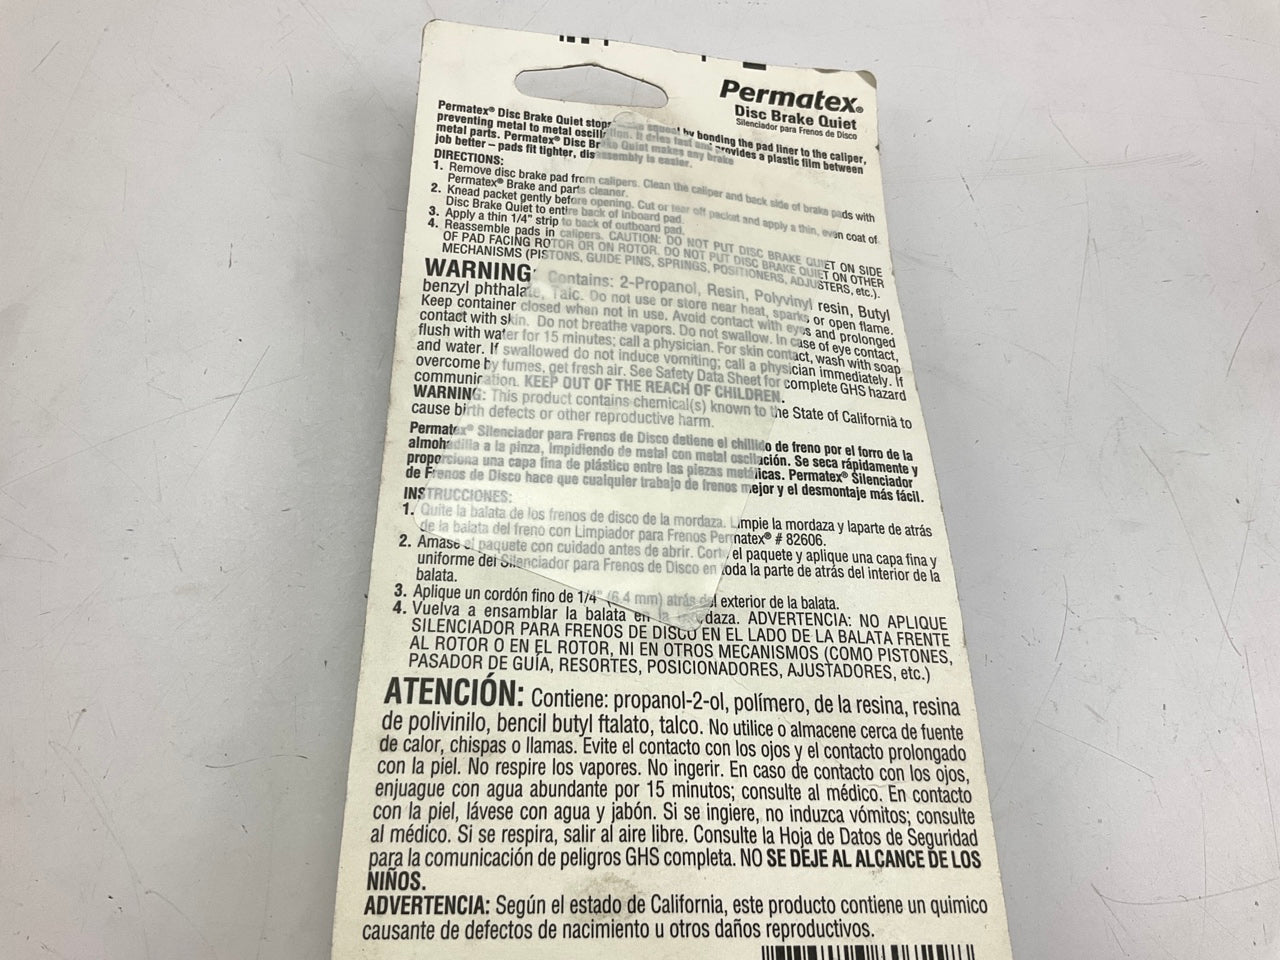 Permatex®
Disc Brake Quiet
Silenciador para Frenos de Disco
Permatex® Disc Brake Quiet stops brake squeal by bonding the pad liner to the caliper,
preventing metal to metal oscillation. It dries fast and provides a plastic film between
metal parts. Permatex® Disc Brake Quiet makes any brake
job better – pads fit tighter, disassembly is easier.
DIRECTIONS:
1. Remove disc brake pad from calipers. Clean the caliper and back side of brake pads with
Permatex® Brake and parts cleaner.
2. Knead packet gently before opening. Cut or tear off packet and apply a thin, even coat of
Disc Brake Quiet to entire back of inboard pad.
3. Apply a thin 1/4" strip to back of outboard pad.
4. Reassemble pads in calipers. CAUTION: DO NOT PUT DISC BRAKE QUIET ON SIDE
OF PAD FACING ROTOR OR ON ROTOR. DO NOT PUT DISC BRAKE QUIET ON OTHER
MECHANISMS (PISTONS, GUIDE PINS, SPRINGS, POSITIONERS, ADJUSTERS, etc.).
WARNING: Contains: 2-Propanol, Resin, Polyvinyl resin, Butyl
benzyl phthalate, Talc. Do not use or store near heat, sparks or open flame.
Keep container closed when not in use. Avoid contact with eyes and prolonged
contact with skin. Do not breathe vapors. Do not swallow. In case of eye contact,
flush with water for 15 minutes; call a physician. For skin contact, wash with soap
and water. If swallowed do not induce vomiting; call a physician immediately. If
overcome by fumes, get fresh air. See Safety Data Sheet for complete GHS hazard
communication. KEEP OUT OF THE REACH OF CHILDREN.
WARNING: This product contains chemical(s) known to the State of California to
cause birth defects or other reproductive harm.
Permatex® Silenciador para Frenos de Disco detiene el chillido de freno por el forro de la
almohadilla a la pinza, impidiendo de metal con metal oscilación. Se seca rápidamente y
proporciona una capa fina de plástico entre las piezas metálicas. Permatex® Silenciador
de Frenos de Disco hace que cualquier trabajo de frenos mejor y el desmontaje más fácil.
INSTRUCCIONES:
1. Quite la balata de los frenos de disco de la mordaza. Limpie la mordaza y laparte de atrás
de la balata del freno con Limpiador para Frenos Permatex® # 82606.
2. Amase el paquete con cuidado antes de abrir. Corte el paquete y aplique una capa fina y
uniforme del Silenciador para Frenos de Disco en toda la parte de atrás del interior de la
balata.
3. Aplique un cordón fino de 1/4" (6.4 mm) atrás del exterior de la balata.
4. Vuelva a ensamblar la balata en la mordaza. ADVERTENCIA: NO APLIQUE
SILENCIADOR PARA FRENOS DE DISCO EN EL LADO DE LA BALATA FRENTE
AL ROTOR O EN EL ROTOR, NI EN OTROS MECANISMOS (COMO PISTONES,
PASADOR DE GUÍA, RESORTES, POSICIONADORES, AJUSTADORES, etc.)
ATENCIÓN: Contiene: propanol-2-ol, polímero, de la resina, resina
de polivinilo, bencil butyl ftalato, talco. No utilice o almacene cerca de fuente
de calor, chispas o llamas. Evite el contacto con los ojos y el contacto prolongado
con la piel. No respire los vapores. No ingerir. En caso de contacto con los ojos,
enjuague con agua abundante por 15 minutos; consulte al médico. En contacto
con la piel, lávese con agua y jabón. Si se ingiere, no induzca vómitos; consulte
al médico. Si se respira, salir al aire libre. Consulte la Hoja de Datos de Seguridad
para la comunicación de peligros GHS completa. NO SE DEJE AL ALCANCE DE LOS
NIÑOS.
ADVERTENCIA: Según el estado de California, este producto contiene un quimico
causante de defectos de nacimiento u otros daños reproductivos.